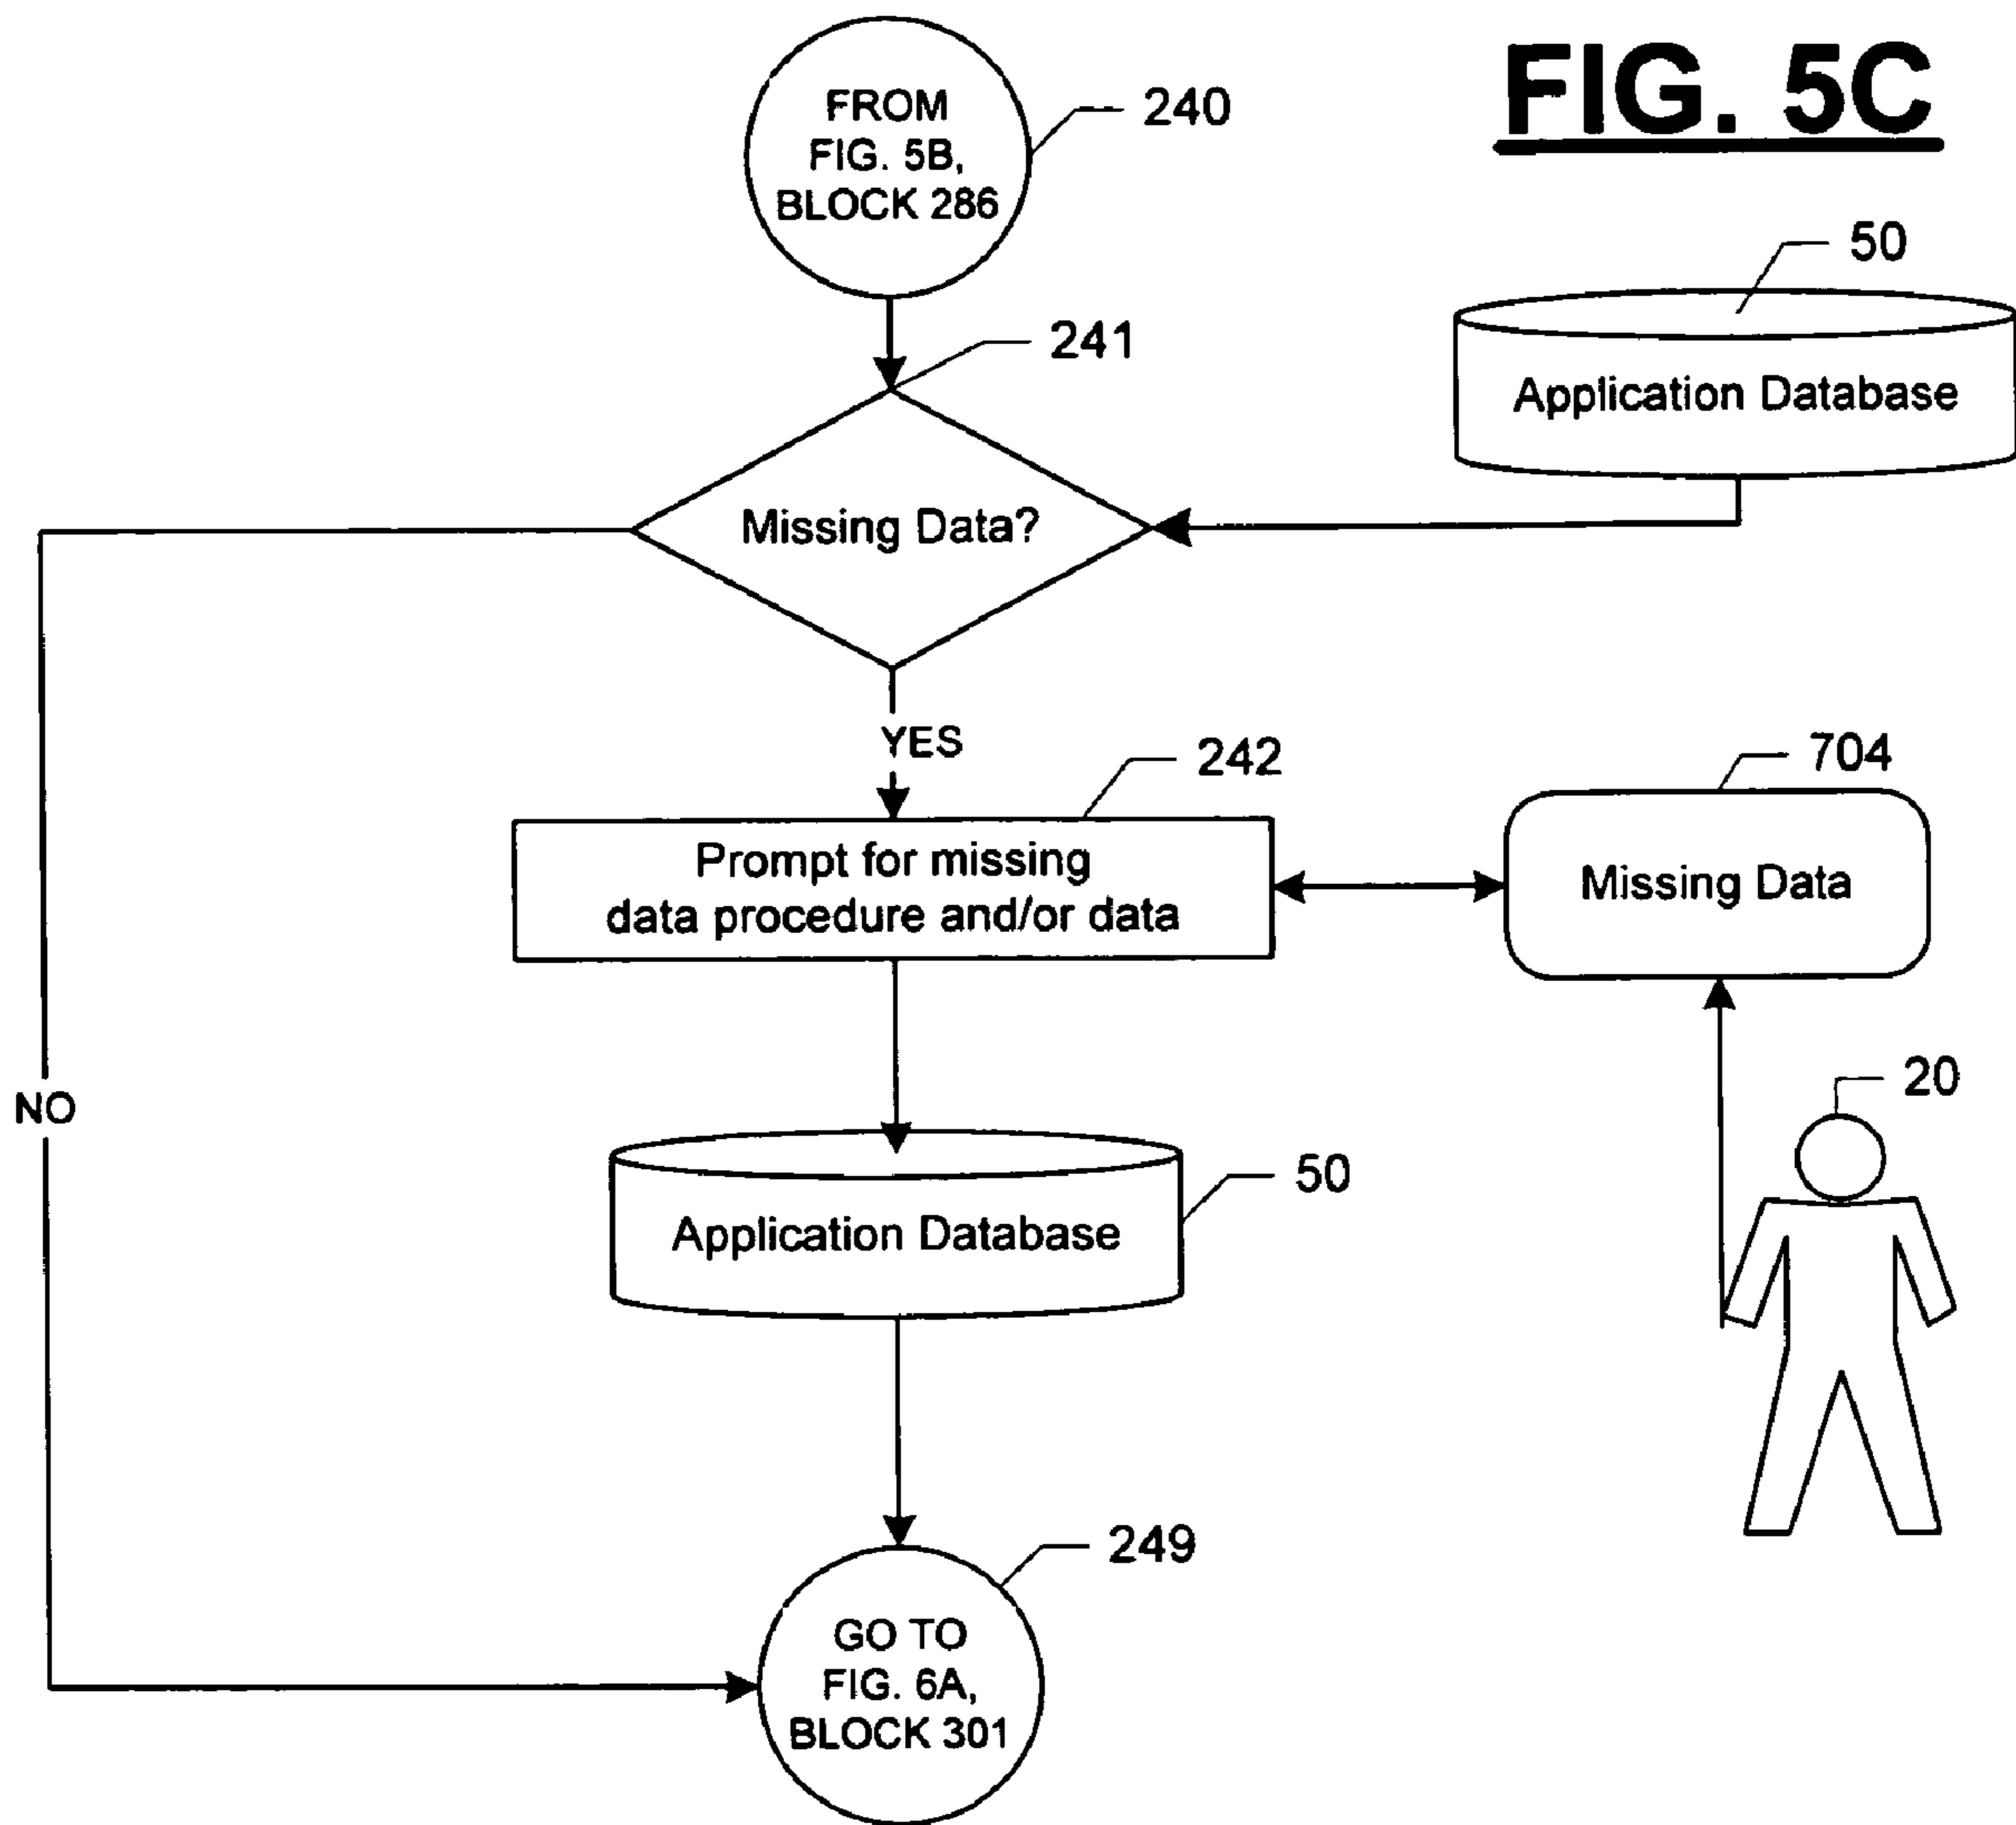 FIG. 5C
FROM
FIG. 5B,
BLOCK 286
240
50
Application Database
241
Missing Data?
YES
242
704
Prompt for missing
data procedure and/or data
Missing Data
NO
20
50
Application Database
249
GO TO
FIG. 6A,
BLOCK 301